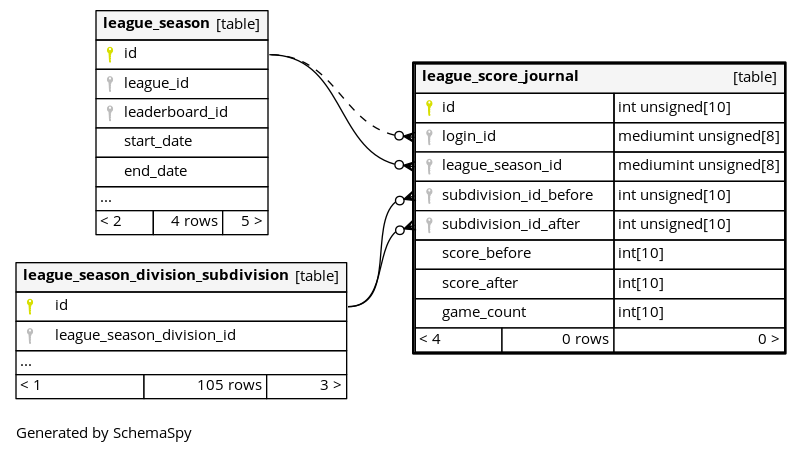 league_season [table]
id
league_id
leaderboard_id
start_date
end_date
...
< 2 4 rows 5 >
league_score_journal [table]
id int unsigned[10]
login_id mediumint unsigned[8]
league_season_id mediumint unsigned[8]
subdivision_id_before int unsigned[10]
subdivision_id_after int unsigned[10]
score_before int[10]
score_after int[10]
game_count int[10]
< 4 0 rows 0 >
league_season_division_subdivision [table]
id
league_season_division_id
...
< 1 105 rows 3 >
Generated by SchemaSpy